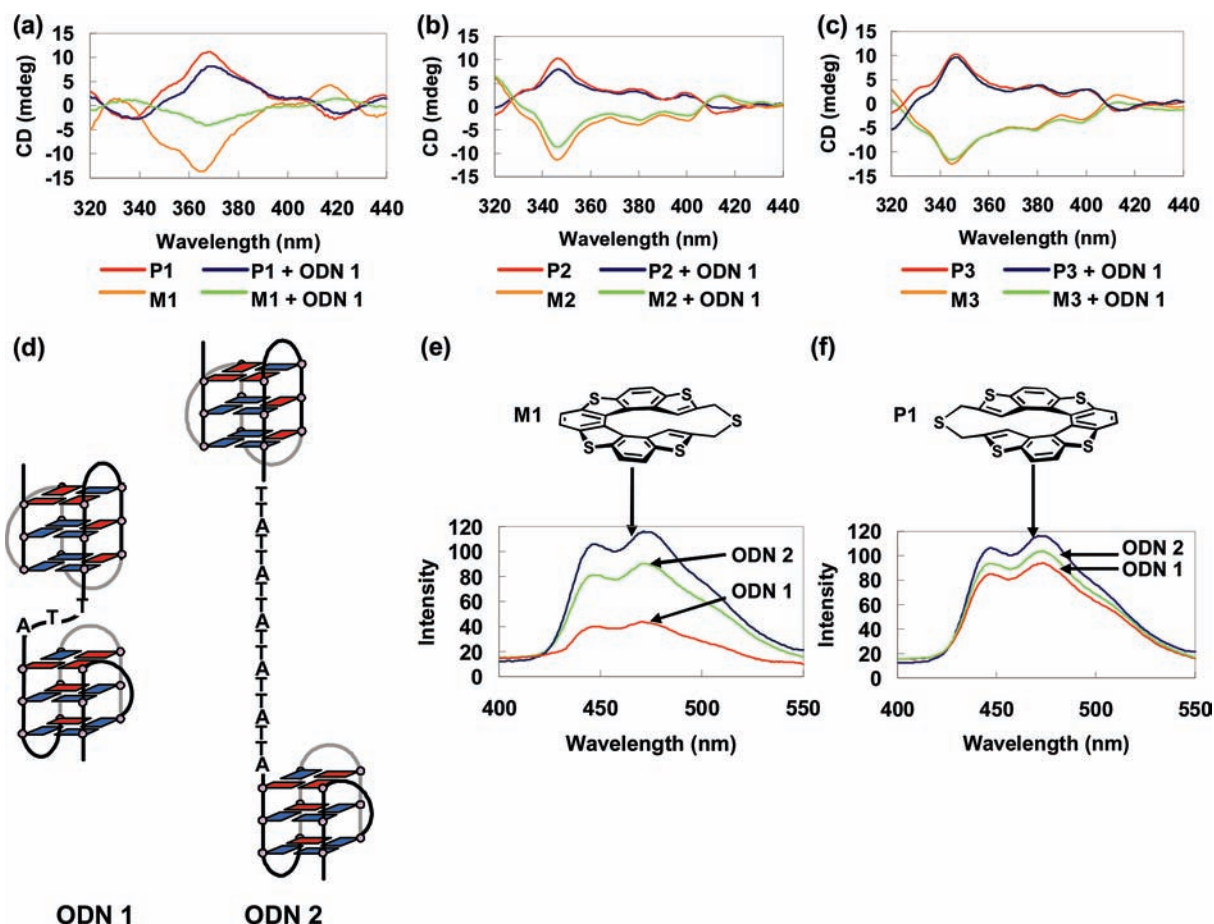 (a)
15
10
5
0
-5
-10
-15
CD (mdeg)
320 340 360 380 400 420 440
Wavelength (nm)
P1 P1 + ODN 1
M1 M1 + ODN 1
(b)
15
10
5
0
-5
-10
-15
CD (mdeg)
320 340 360 380 400 420 440
Wavelength (nm)
P2 P2 + ODN 1
M2 M2 + ODN 1
(c)
15
10
5
0
-5
-10
-15
CD (mdeg)
320 340 360 380 400 420 440
Wavelength (nm)
P3 P3 + ODN 1
M3 M3 + ODN 1
(d)
T
T
A
ODN 1
T
T
A
T
T
A
T
T
A
T
T
A
T
T
A
T
T
A
ODN 2
(e)
M1
S
S
S
S
S
120
100
80
60
40
20
0
Intensity
ODN 2
ODN 1
400 450 500 550
Wavelength (nm)
(f)
P1
S
S
S
S
S
120
100
80
60
40
20
0
Intensity
ODN 2
ODN 1
400 450 500 550
Wavelength (nm)